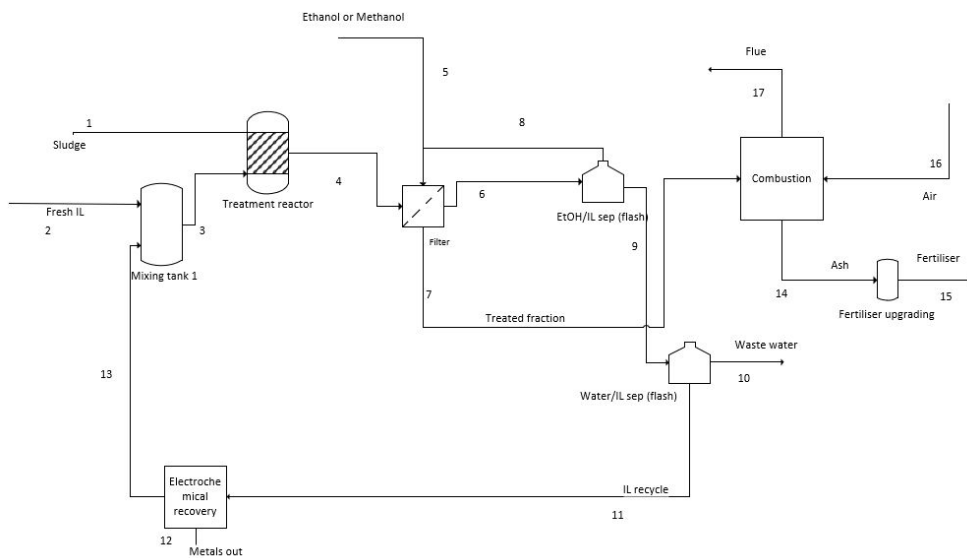 Ethanol or Methanol
5
Flue
17
8
1
Sludge
16
Air
Combustion
4
6
Treatment reactor
Fresh IL
2
3
EtOH/IL sep (flash)
Filter
9
Mixing tank 1
Ash
Fertiliser
14
15
Fertiliser upgrading
7
Treated fraction
Waste water
10
13
Water/IL sep (flash)
Electroche
mical
recovery
IL recycle
11
12
Metals out